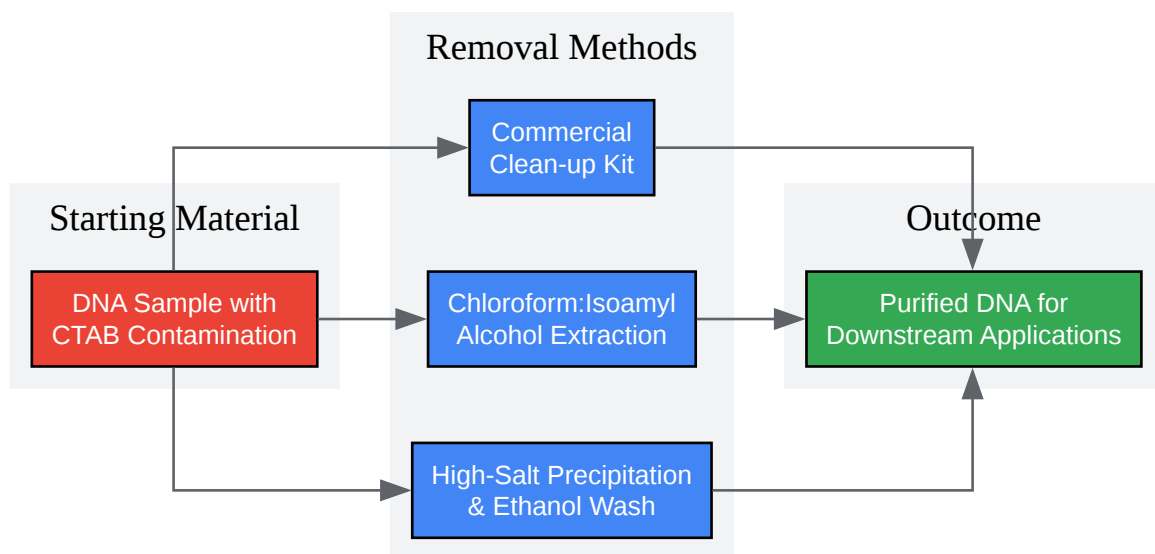 Removal Methods
Commercial
Clean-up Kit
Starting Material
Outcome
DNA Sample with
CTAB Contamination
Chloroform:Isoamyl
Alcohol Extraction
Purified DNA for
Downstream Applications
High-Salt Precipitation
& Ethanol Wash